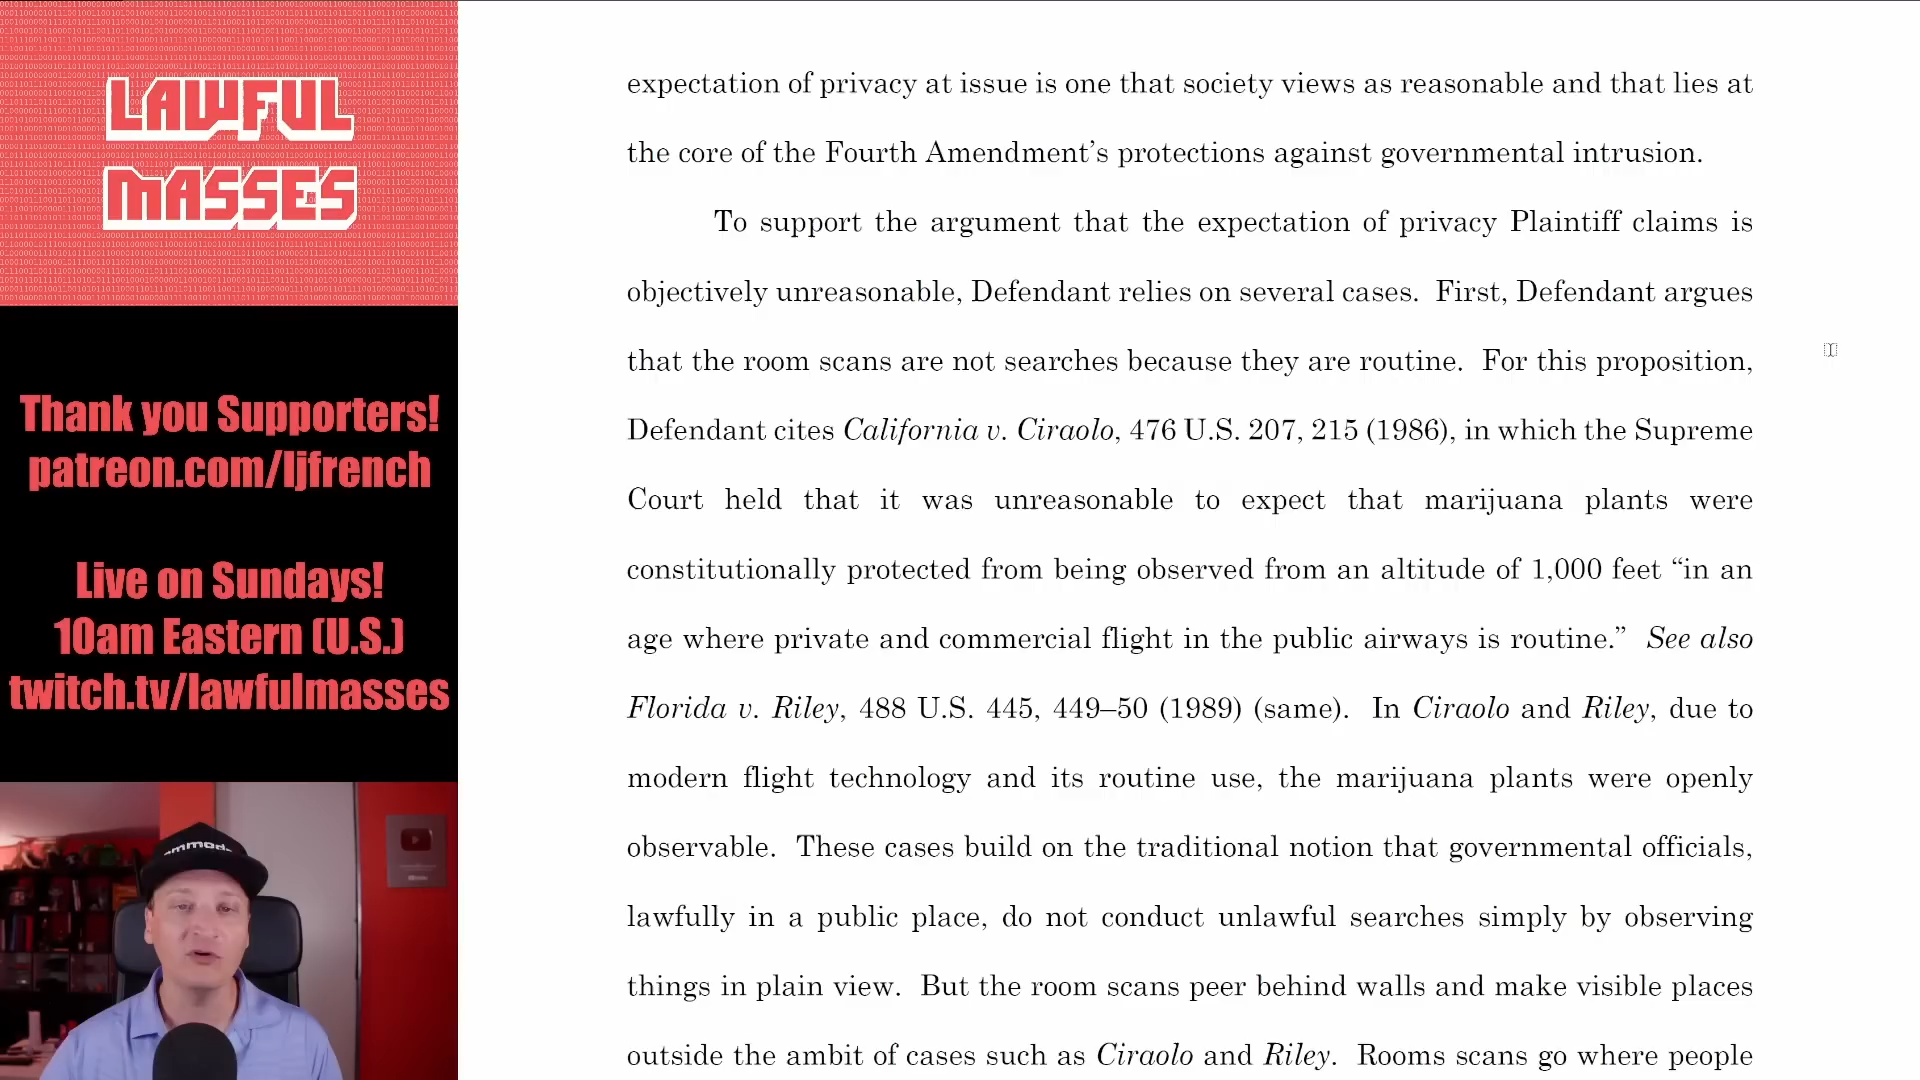 LAWFUL
MASSES
Thank you Supporters!
patreon.com/ljfrench
Live on Sundays!
10am Eastern (U.S.)
twitch.tv/lawfulmasses
expectation of privacy at issue is one that society views as reasonable and that lies at
the core of the Fourth Amendment’s protections against governmental intrusion.
To support the argument that the expectation of privacy Plaintiff claims is
objectively unreasonable, Defendant relies on several cases. First, Defendant argues
that the room scans are not searches because they are routine. For this proposition,
Defendant cites California v. Ciraolo, 476 U.S. 207, 215 (1986), in which the Supreme
Court held that it was unreasonable to expect that marijuana plants were
constitutionally protected from being observed from an altitude of 1,000 feet “in an
age where private and commercial flight in the public airways is routine.” See also
Florida v. Riley, 488 U.S. 445, 449–50 (1989) (same). In Ciraolo and Riley, due to
modern flight technology and its routine use, the marijuana plants were openly
observable. These cases build on the traditional notion that governmental officials,
lawfully in a public place, do not conduct unlawful searches simply by observing
things in plain view. But the room scans peer behind walls and make visible places
outside the ambit of cases such as Ciraolo and Riley. Rooms scans go where people